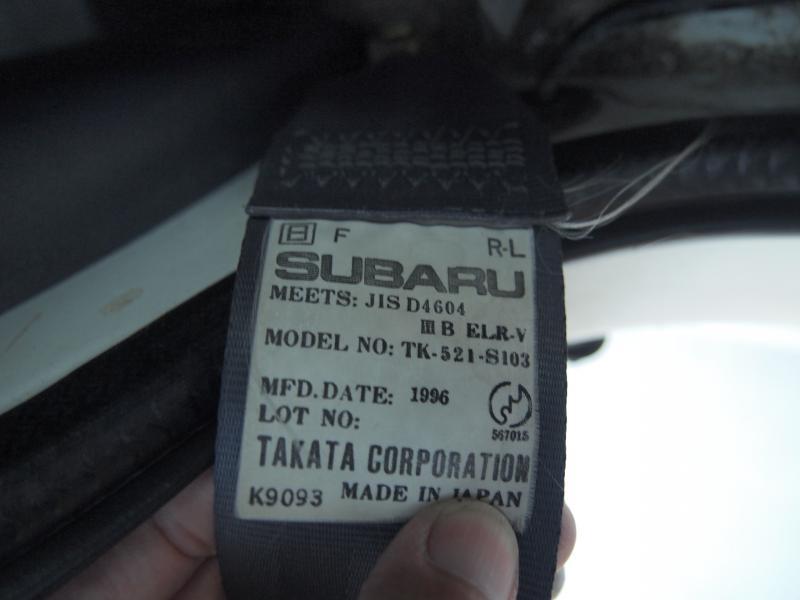 日 F R-L
SUBARU
MEETS: JIS D4604
ⅢB ELR-V
MODEL NO: TK-521-S103
MFD.DATE: 1996
LOT NO:
567015
TAKATA CORPORATION
K9093 MADE IN JAPAN